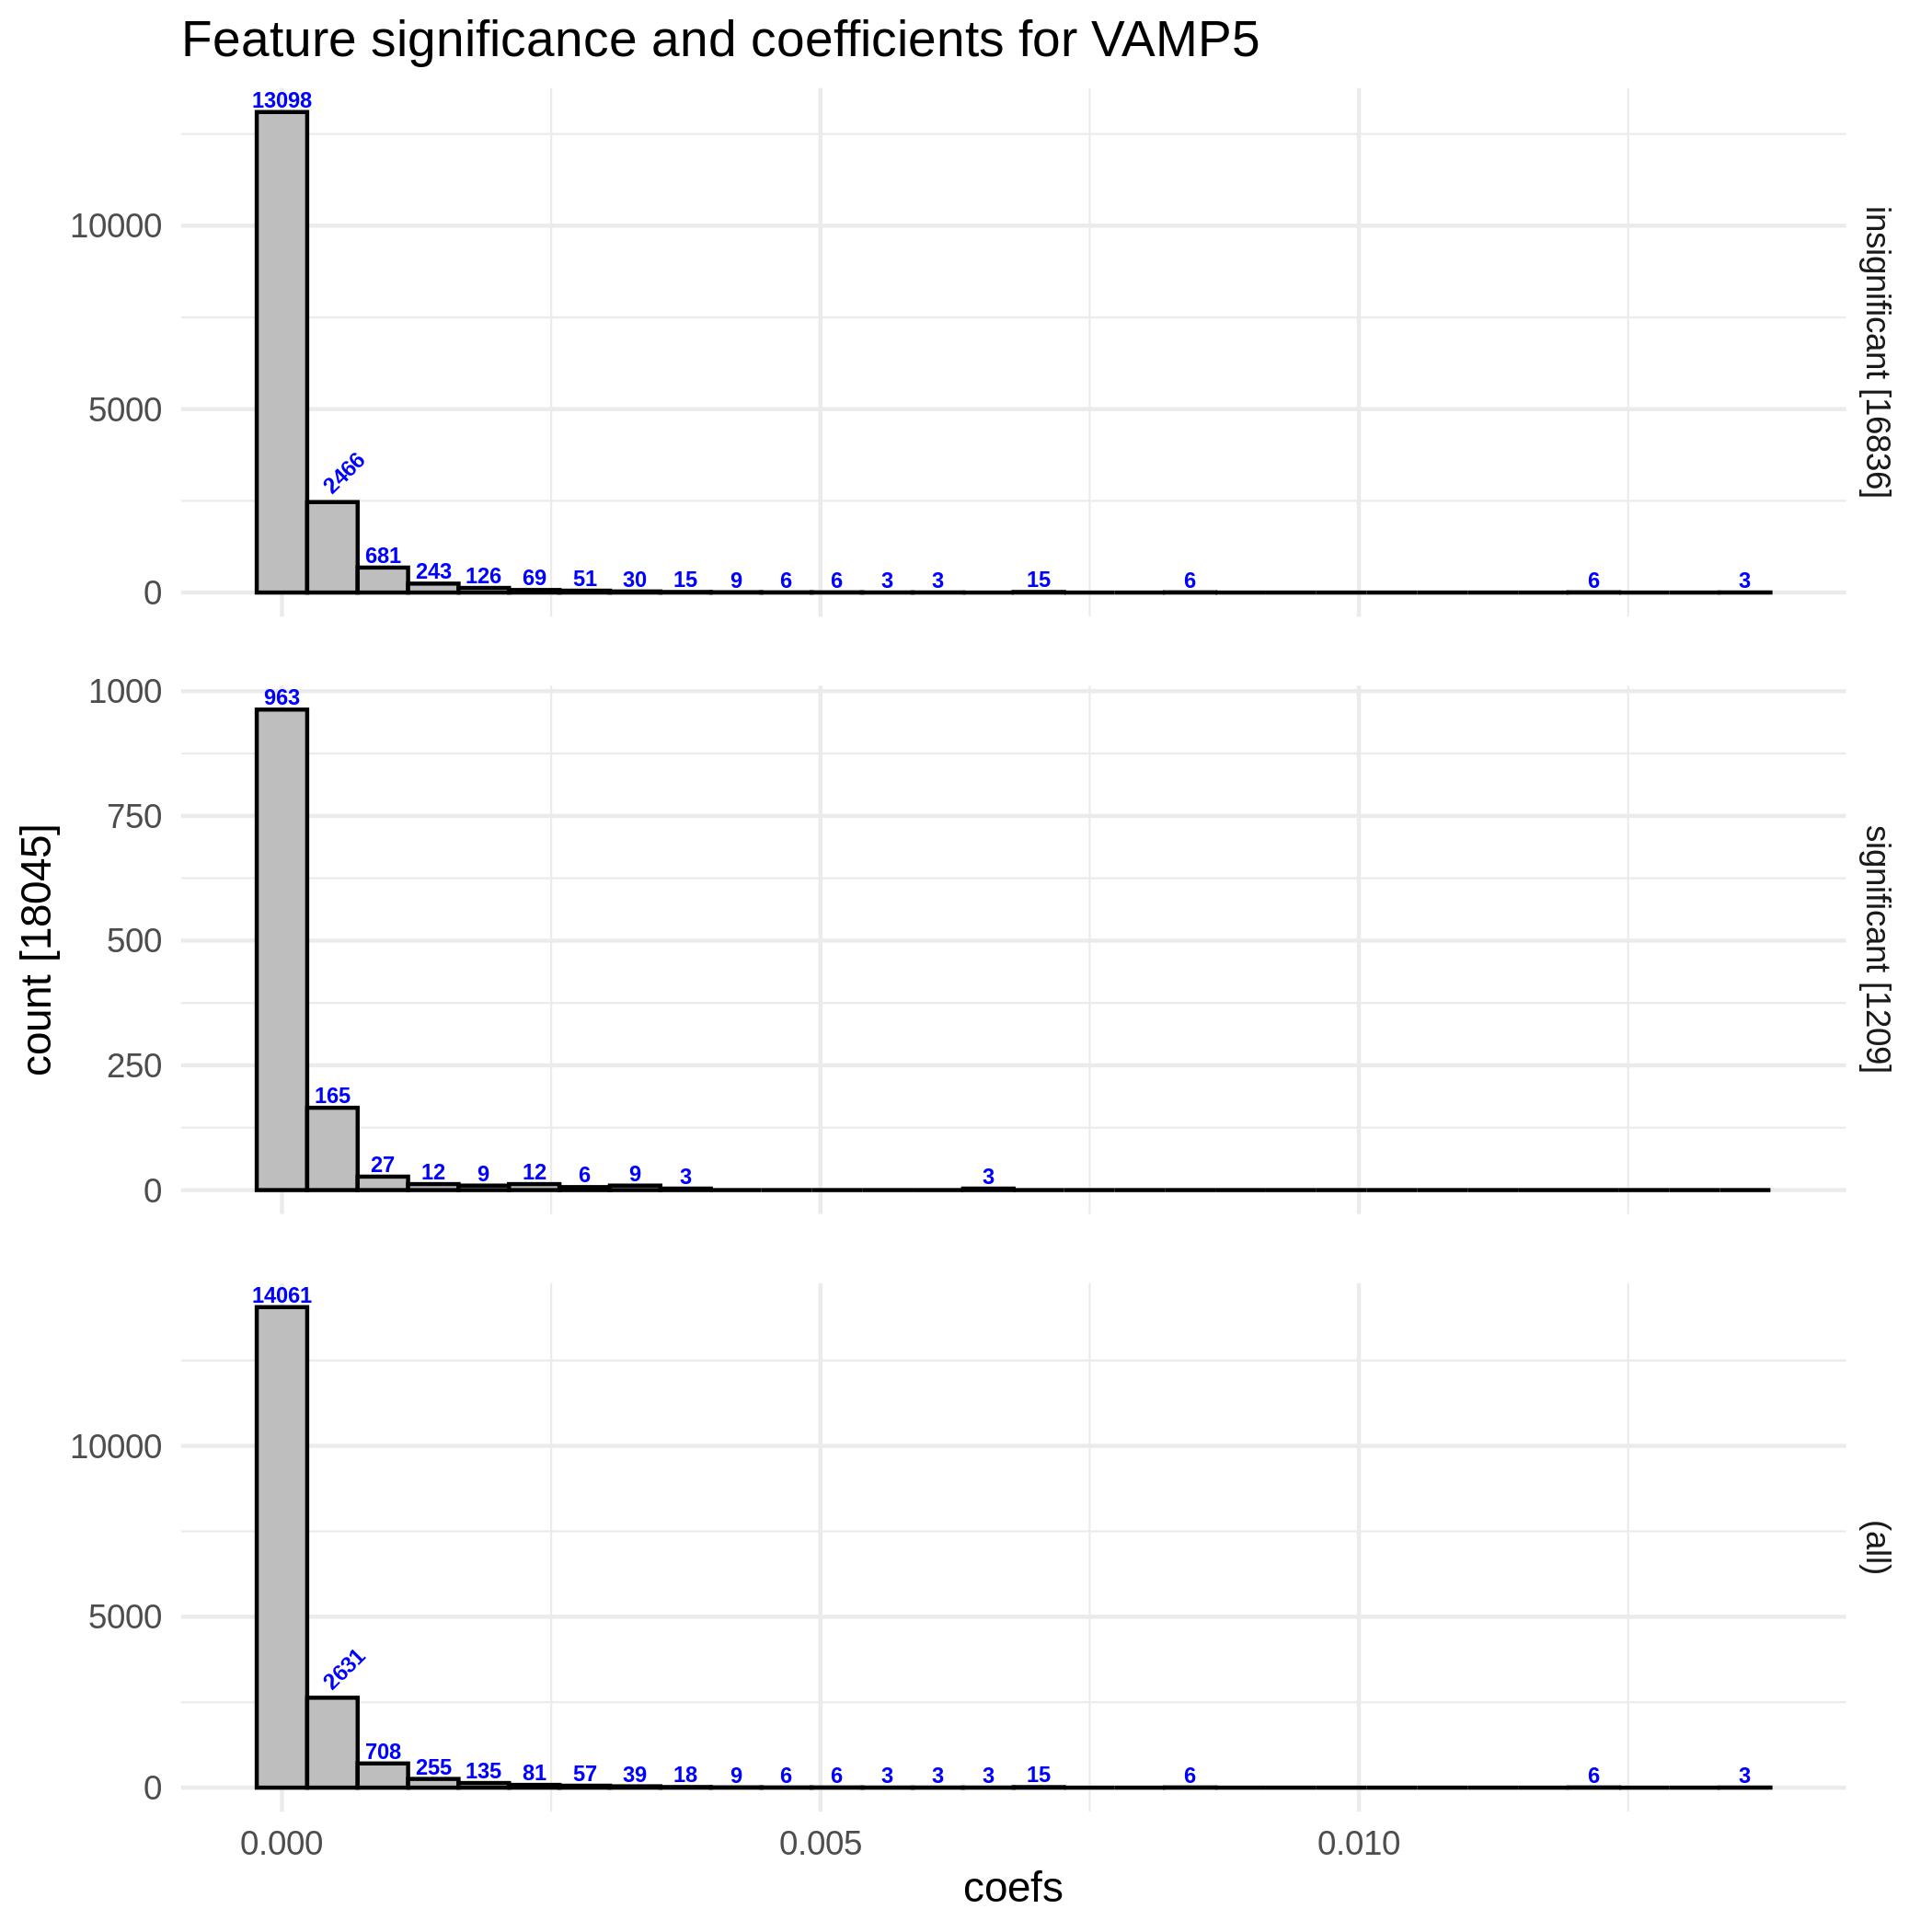 Feature significance and coefficients for VAMP5
13098
10000
5000
2466
681 243 126 69 51 30 15 9 6 6 3 3 15 6 6 3
0
insignificant [16836]
1000
963
750
500
250
165
27 12 9 12 6 9 3 3
0
significant [1209]
count [18045]
14061
10000
5000
2631
708 255 135 81 57 39 18 9 6 6 3 3 3 15 6 6 3
0
(all)
0.000 0.005 0.010
coefs